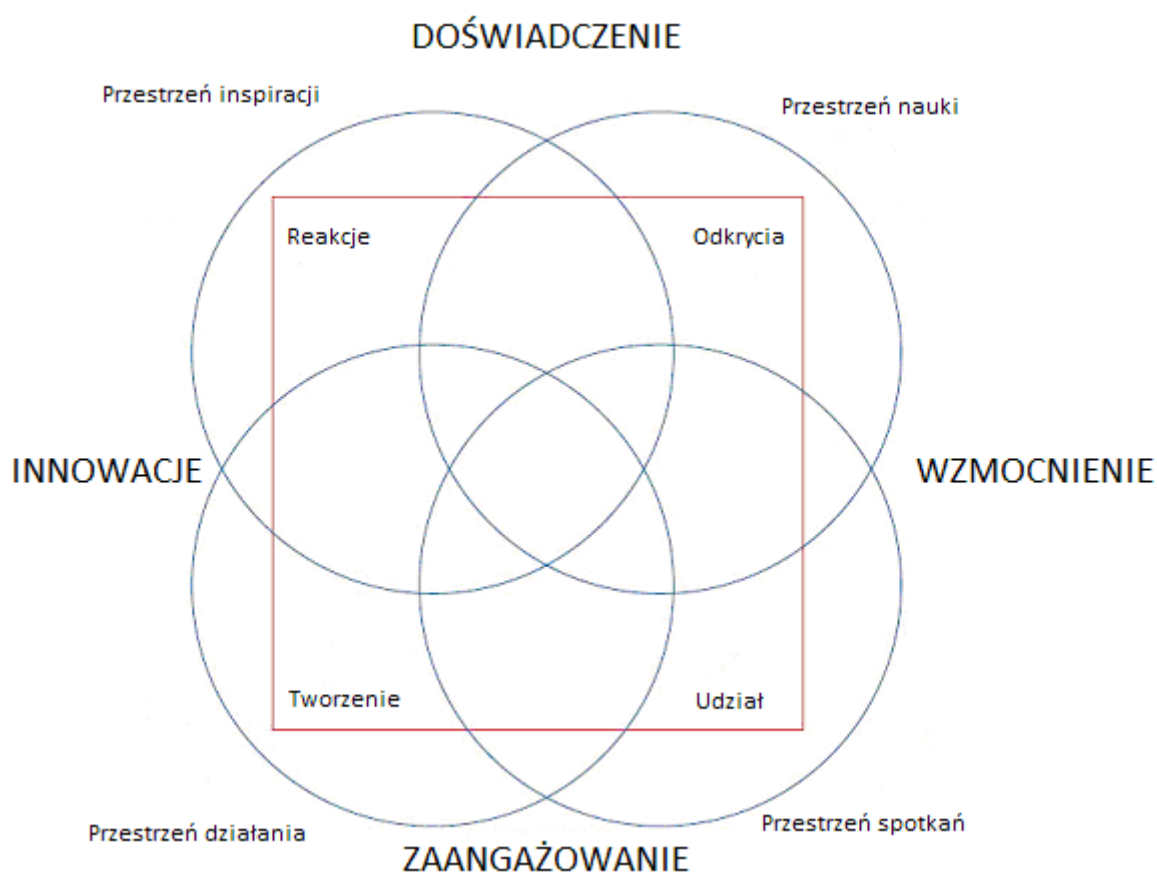 DOŚWIADCZENIE
Przestrzeń inspiracji
Przestrzeń nauki
Reakcje
Odkrycia
INNOWACJE
WZMOCNIENIE
Tworzenie
Udział
Przestrzeń działania
Przestrzeń spotkań
ZAANGAŻOWANIE